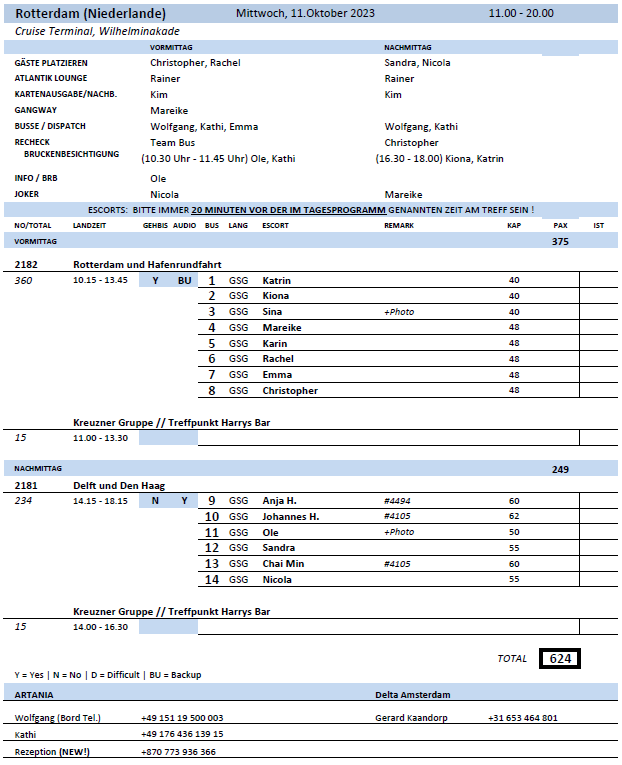 Rotterdam (Niederlande) Mittwoch, 11.Oktober 2023 11.00 - 20.00
Cruise Terminal, Wilhelminakade
VORMITTAG NACHMITTAG
GÄSTE PLATZIEREN Christopher, Rachel Sandra, Nicola
ATLANTIK LOUNGE Rainer Rainer
KARTENAUSGABE/NACHB. Kim Kim
GANGWAY Mareike
BUSSE / DISPATCH Wolfgang, Kathi, Emma Wolfgang, Kathi
RECHECK Team Bus Christopher
BRUCKENBESICHTIGUNG (10.30 Uhr - 11.45 Uhr) Ole, Kathi (16.30 - 18.00) Kiona, Katrin
INFO / BRB Ole
JOKER Nicola Mareike
ESCORTS: BITTE IMMER 20 MINUTEN VOR DER IM TAGESPROGRAMM GENANNTEN ZEIT AM TREFF SEIN !
NO/TOTAL LANDZEIT GEHBIS AUDIO BUS LANG ESCORT REMARK KAP PAX IST
VORMITTAG 375
2182 Rotterdam und Hafenrundfahrt
360 10.15 - 13.45 Y BU 1 GSG Katrin 40
2 GSG Kiona 40
3 GSG Sina +Photo 40
4 GSG Mareike 48
5 GSG Karin 48
6 GSG Rachel 48
7 GSG Emma 48
8 GSG Christopher 48
Kreuzner Gruppe // Treffpunkt Harrys Bar
15 11.00 - 13.30
NACHMITTAG 249
2181 Delft und Den Haag
234 14.15 - 18.15 N Y 9 GSG Anja H. #4494 60
10 GSG Johannes H. #4105 62
11 GSG Ole +Photo 50
12 GSG Sandra 55
13 GSG Chai Min #4105 60
14 GSG Nicola 55
Kreuzner Gruppe // Treffpunkt Harrys Bar
15 14.00 - 16.30
TOTAL 624
Y = Yes | N = No | D = Difficult | BU = Backup
ARTANIA Delta Amsterdam
Wolfgang (Bord Tel.) +49 151 19 500 003 Gerard Kaandorp +31 653 464 801
Kathi +49 176 436 139 15
Rezeption (NEW!) +870 773 936 366